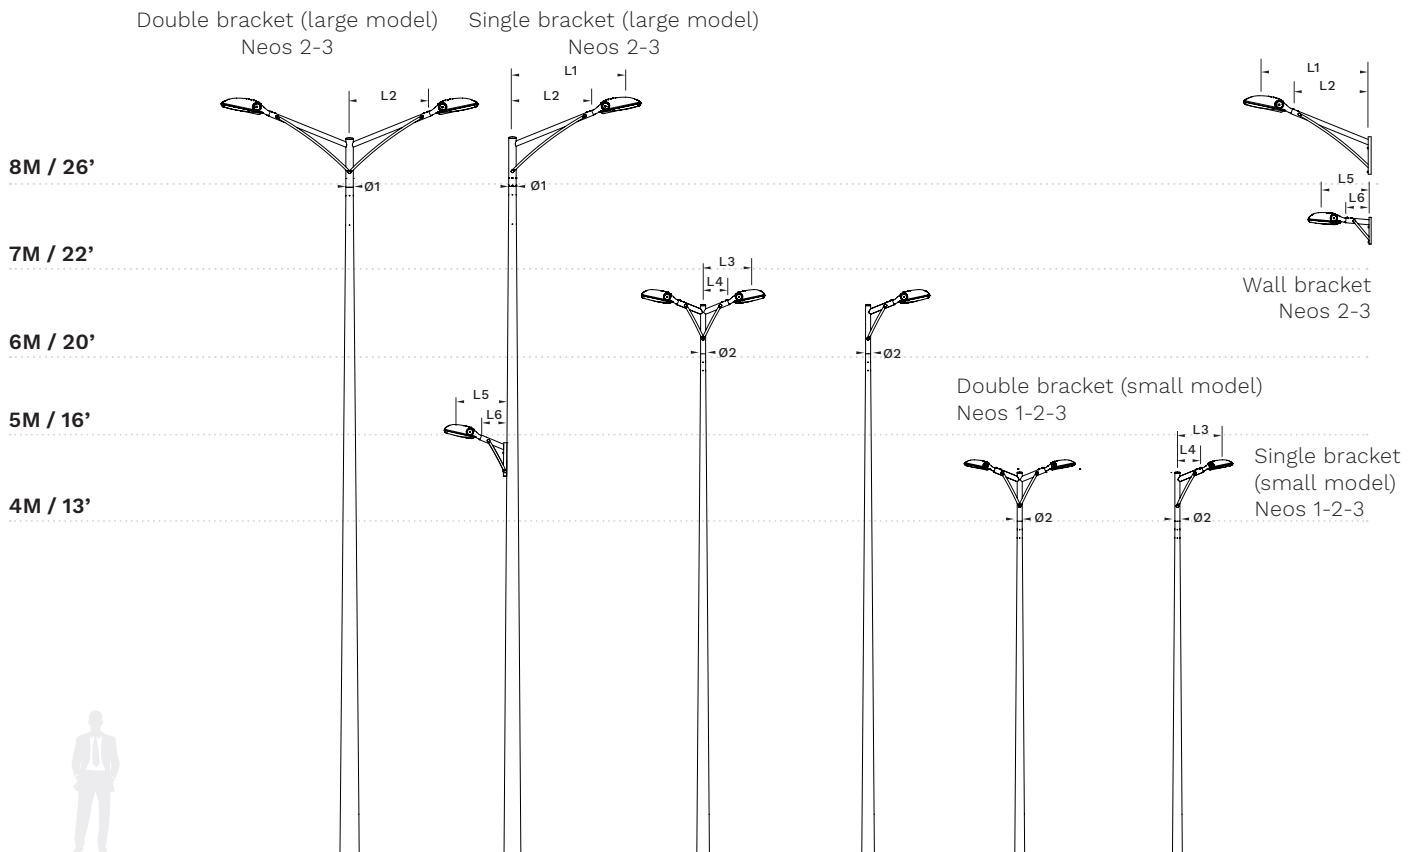 Double bracket (large model)
Neos 2-3
Single bracket (large model)
Neos 2-3
L1
L2
L2
L1
L2
8M / 26’
Ø1
Ø1
L5
L6
7M / 22’
L3
L4
Wall bracket
Neos 2-3
6M / 20’
Ø2
Ø2
Double bracket (small model)
Neos 1-2-3
5M / 16’
L5
L6
L3
L4
Single bracket
(small model)
Neos 1-2-3
4M / 13’
Ø2
Ø2